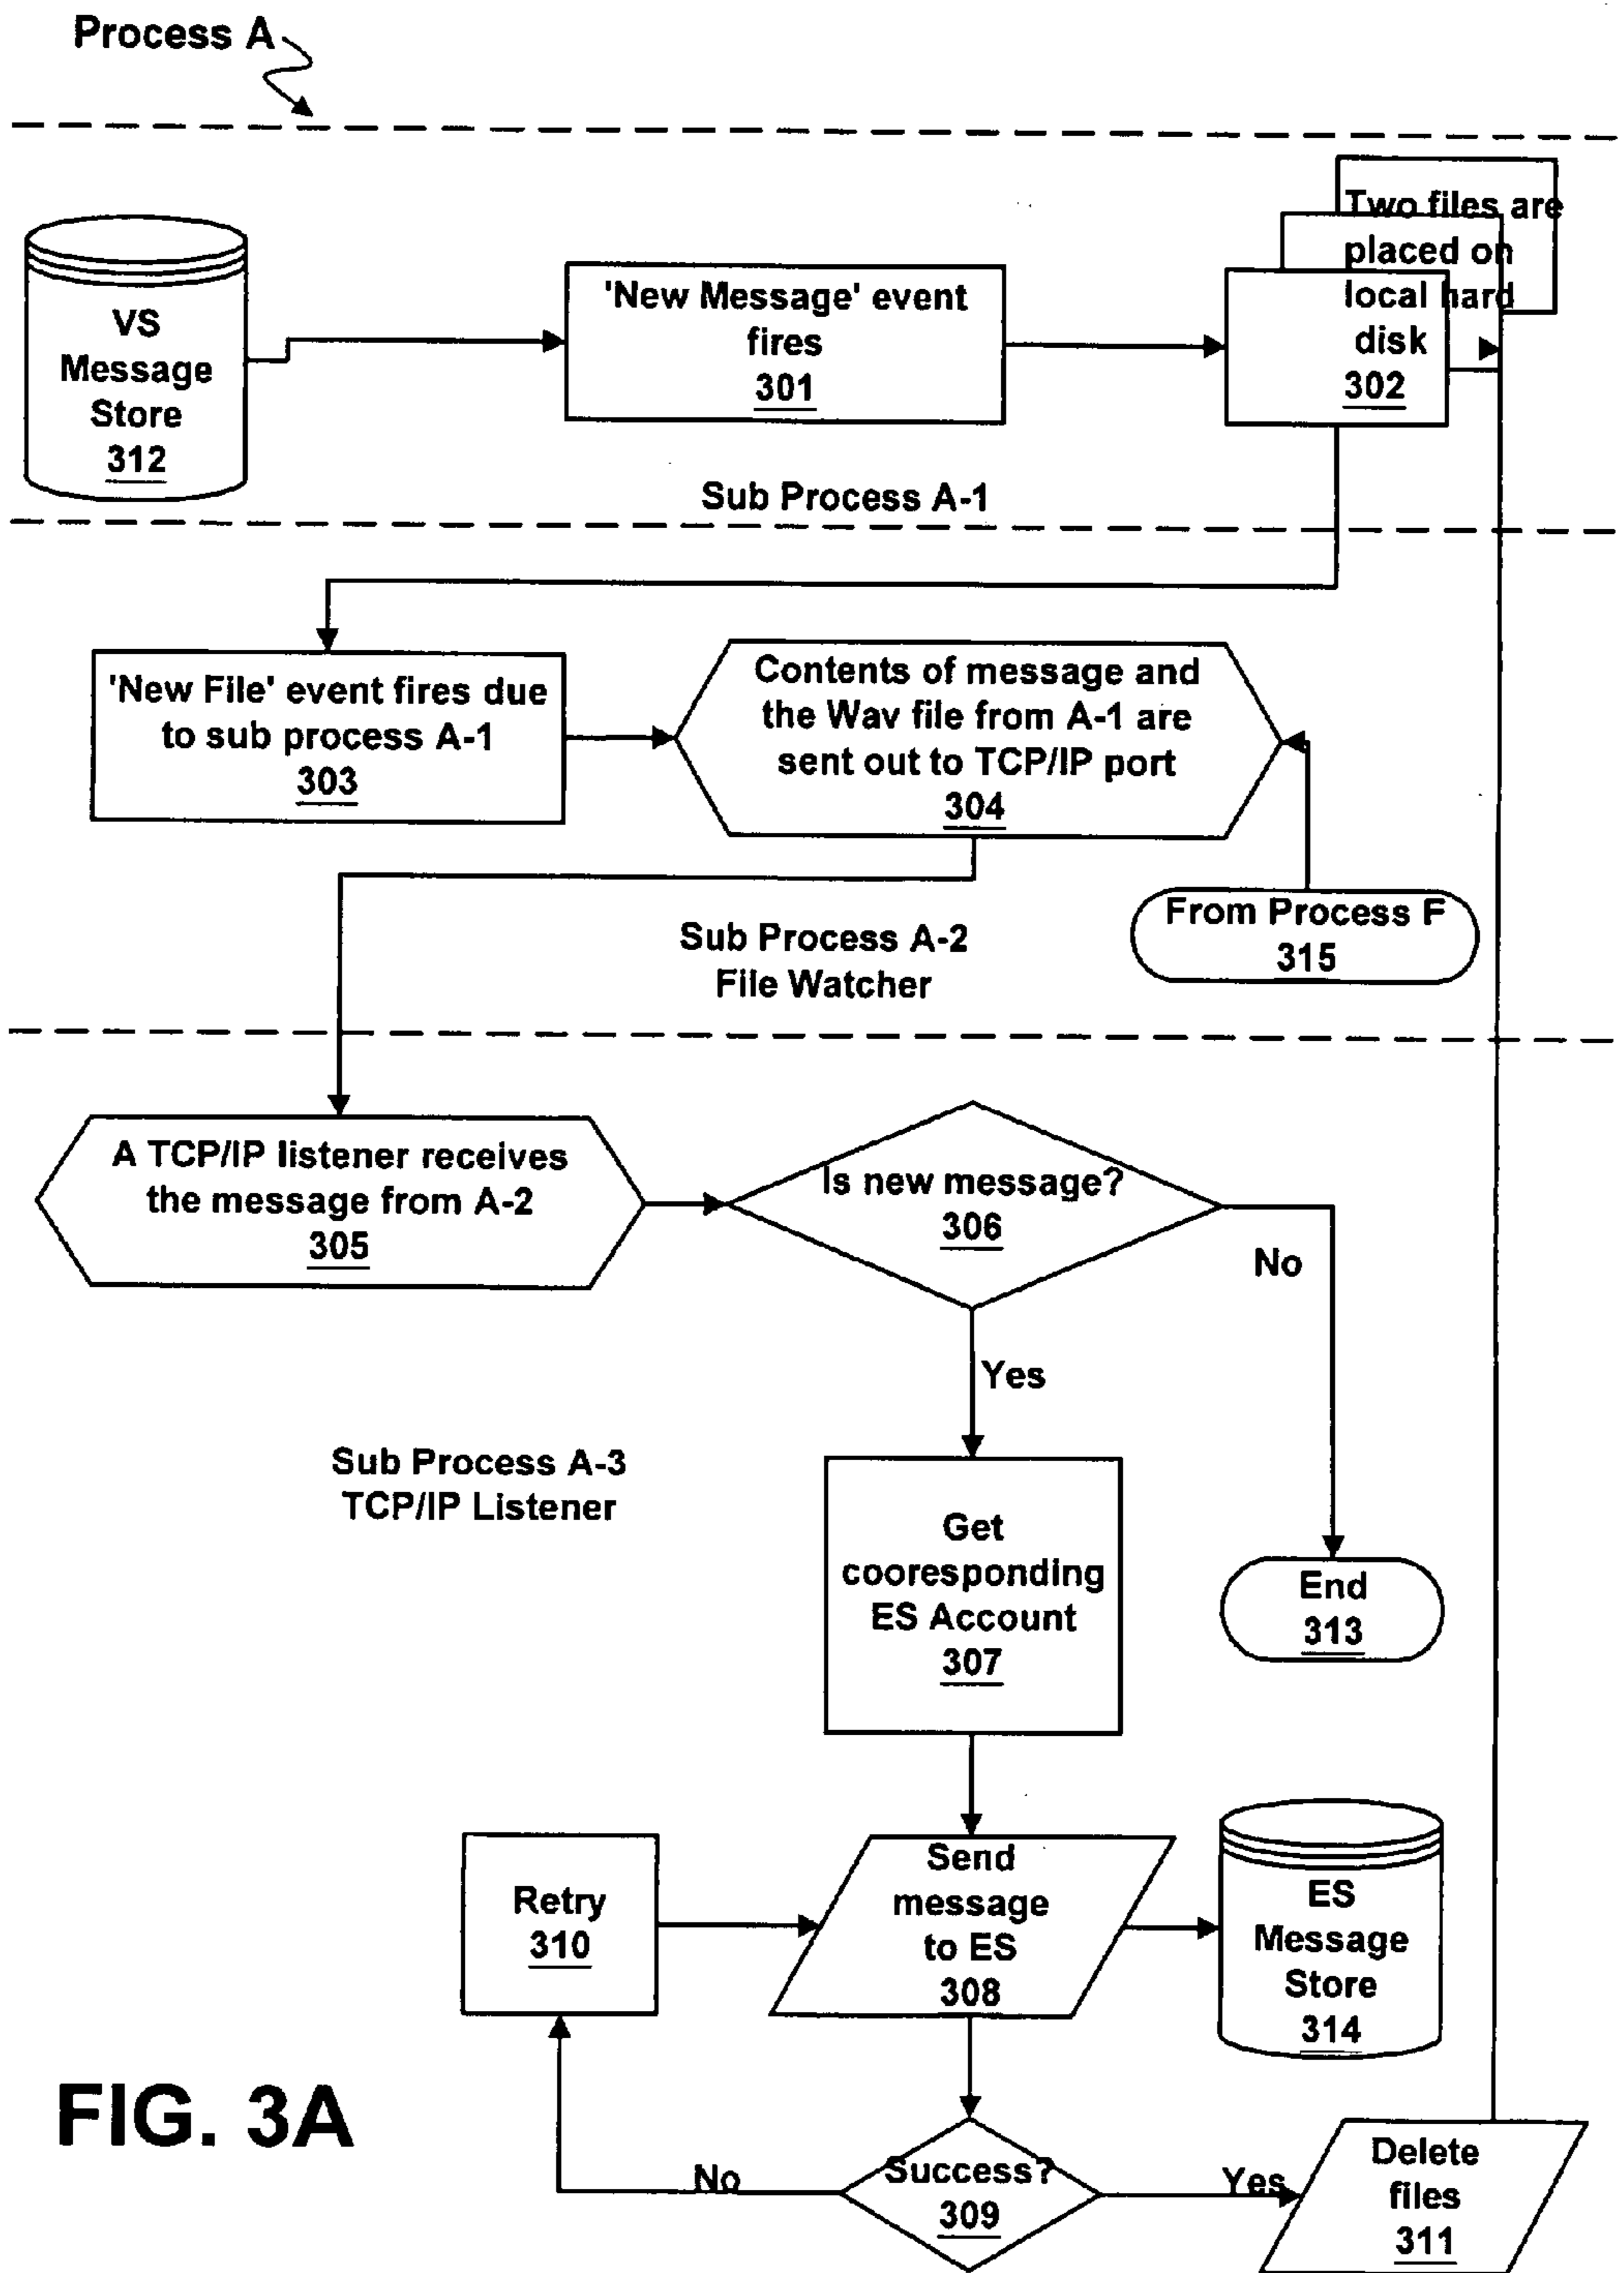 Process A
Two files are
placed on
local hard
disk
302
VS
Message
Store
312
'New Message' event
fires
301
Sub Process A-1
'New File' event fires due
to sub process A-1
303
Contents of message and
the Wav file from A-1 are
sent out to TCP/IP port
304
From Process F
315
Sub Process A-2
File Watcher
A TCP/IP listener receives
the message from A-2
305
Is new message?
306
No
Yes
Sub Process A-3
TCP/IP Listener
Get
cooresponding
ES Account
307
End
313
Retry
310
Send
message
to ES
308
ES
Message
Store
314
FIG. 3A
No
Success?
309
Yes
Delete
files
311